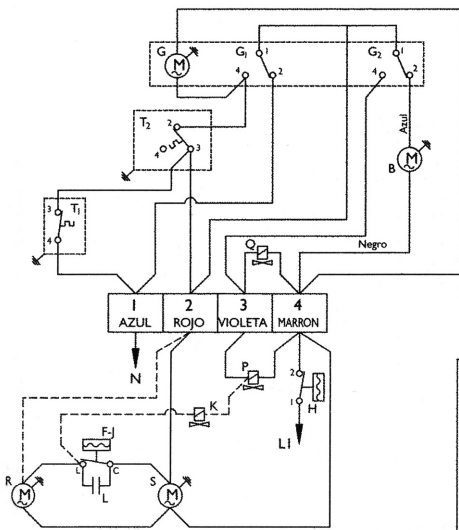 G M G1 1 G2 1
4 2 4 2
T2 2
4 3
Azul
M
B
3 T1
4
Q
Negro
1 2 3 4
AZUL ROJO VIOLETA MARRON
N
P
2
K
1 H
F-J
L1
L C
R S
M L M